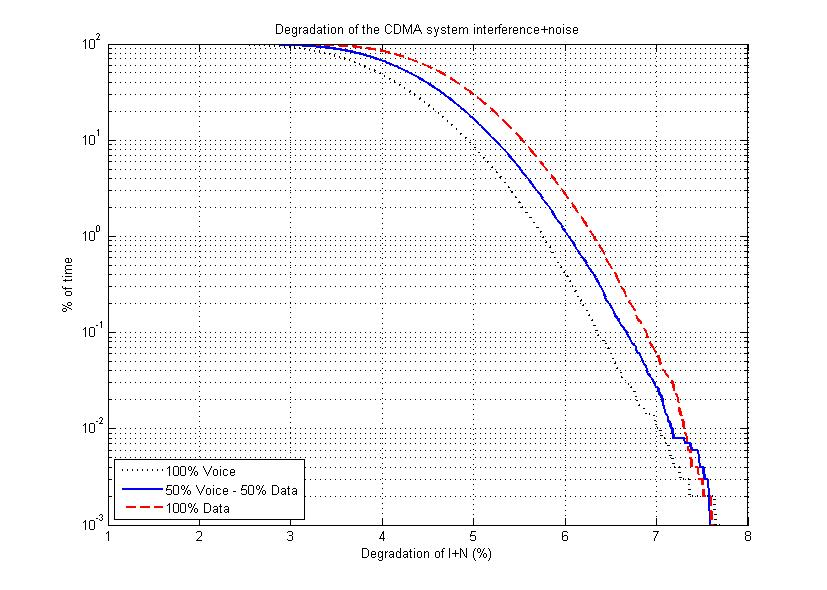 Degradation of the CDMA system interference+noise
10^2
10^1
10^0
10^-1
10^-2
10^-3
% of time
100% Voice
50% Voice - 50% Data
100% Data
1 2 3 4 5 6 7 8
Degradation of I+N (%)